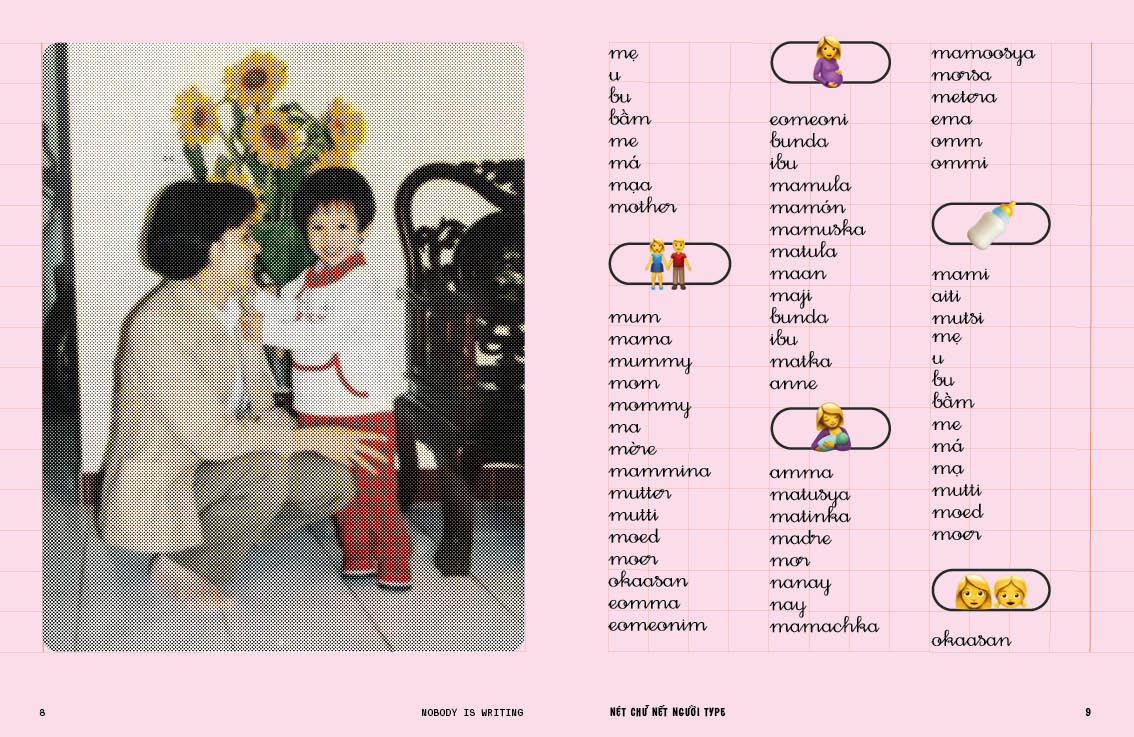 mẹ
u
bu
bầm
me
má
mạa
mother
mum
mama
mummy
mom
mommy
ma
mère
mammina
mutter
mutti
moed
moer
okaasan
eomma
eomeonim
eomeoni
bunda
ibu
mamula
mamón
mamuska
matula
maan
maji
bunda
ibu
matka
anne
amma
matusya
matinka
madre
mor
nanay
nay
mamachka
mamoosya
morsa
metera
ema
omm
ommi
mami
aiti
mutsi
mẹ
u
bu
bầm
me
má
mạ
mutti
moed
moer
okaasan
8
NOBODY IS WRITING
NÉT CHỮ NẾT NGƯỜI TYPE
9